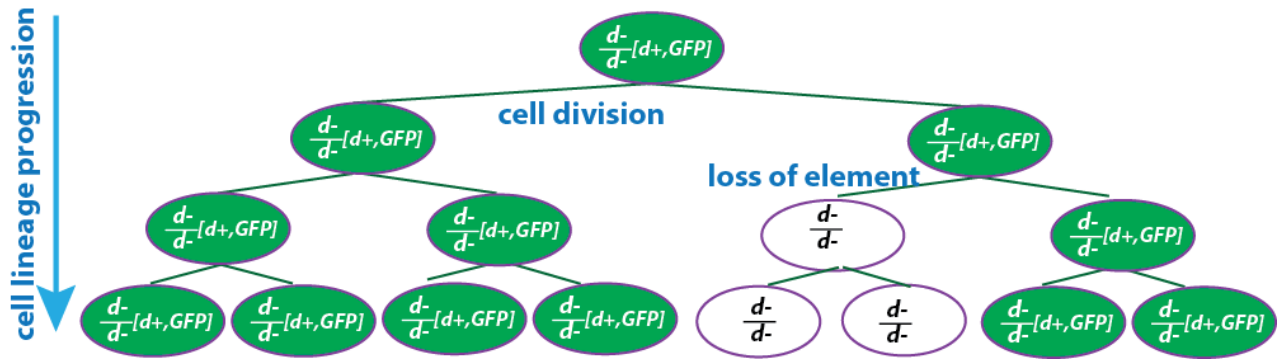 cell lineage progression
d-
d-
[d+,GFP]
cell division
d-
d-
[d+,GFP]
d-
d-
[d+,GFP]
loss of element
d-
d-
[d+,GFP]
d-
d-
[d+,GFP]
d-
d-
d-
d-
[d+,GFP]
d-
d-
[d+,GFP]
d-
d-
[d+,GFP]
d-
d-
[d+,GFP]
d-
d-
[d+,GFP]
d-
d-
d-
d-
d-
d-
[d+,GFP]
d-
d-
[d+,GFP]